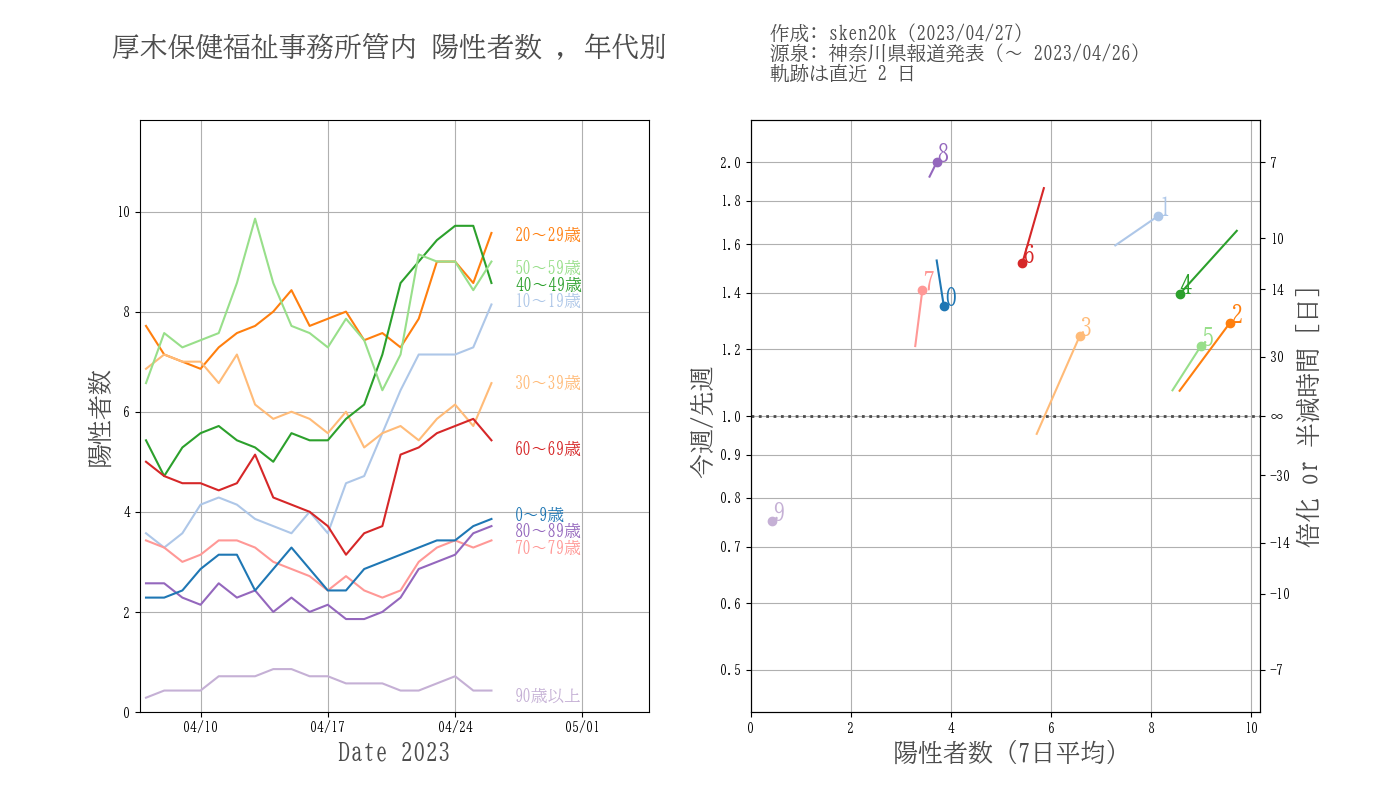 厚木保健福祉事務所管内 陽性者数 , 年代別
作成: sken20k (2023/04/27)
源泉: 神奈川県報道発表 (～ 2023/04/26)
軌跡は直近 2 日
陽性者数
10
8
6
4
2
0
04/10
04/17
04/24
05/01
Date 2023
20～29歳
50～59歳
40～49歳
10～19歳
30～39歳
60～69歳
0～9歳
80～89歳
70～79歳
90歳以上
今週/先週
2.0
1.8
1.6
1.4
1.2
1.0
0.9
0.8
0.7
0.6
0.5
8
1
6
7
0
4
2
3
5
9
0
2
4
6
8
10
陽性者数 (7日平均)
7
10
14
30
∞
-30
-14
-10
-7
倍化 or 半減時間 [日]